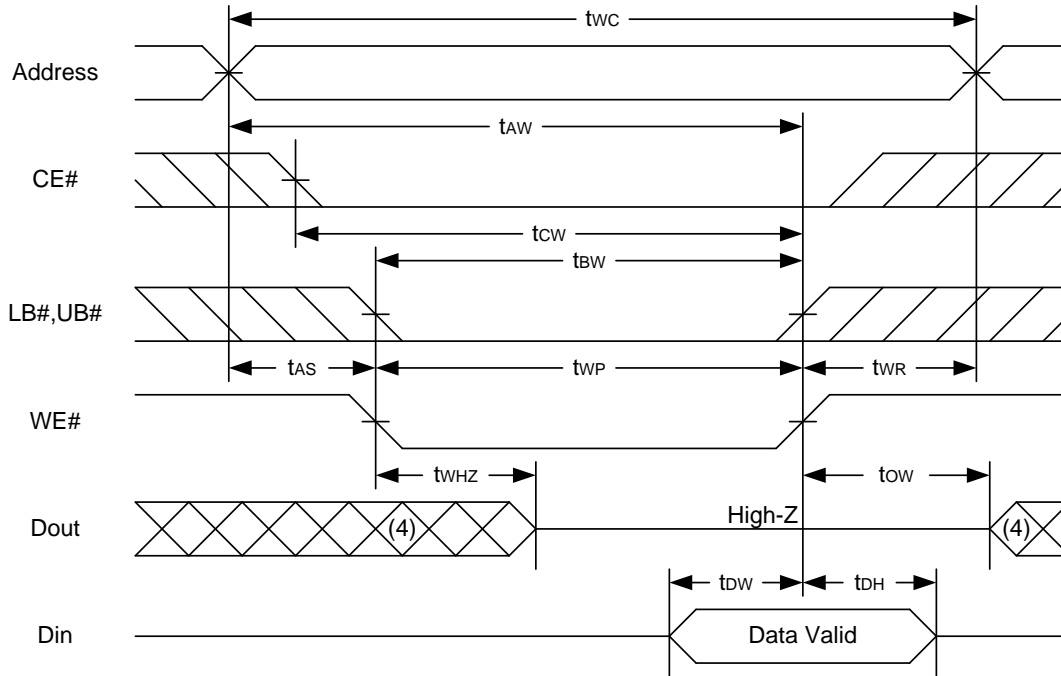 twc
Address
tAW
CE#
tCW
tBW
LB#,UB#
tAS
tWP
tWR
WE#
tWHZ
tOW
Dout
(4)
High-Z
(4)
tDW
tDH
Din
Data Valid